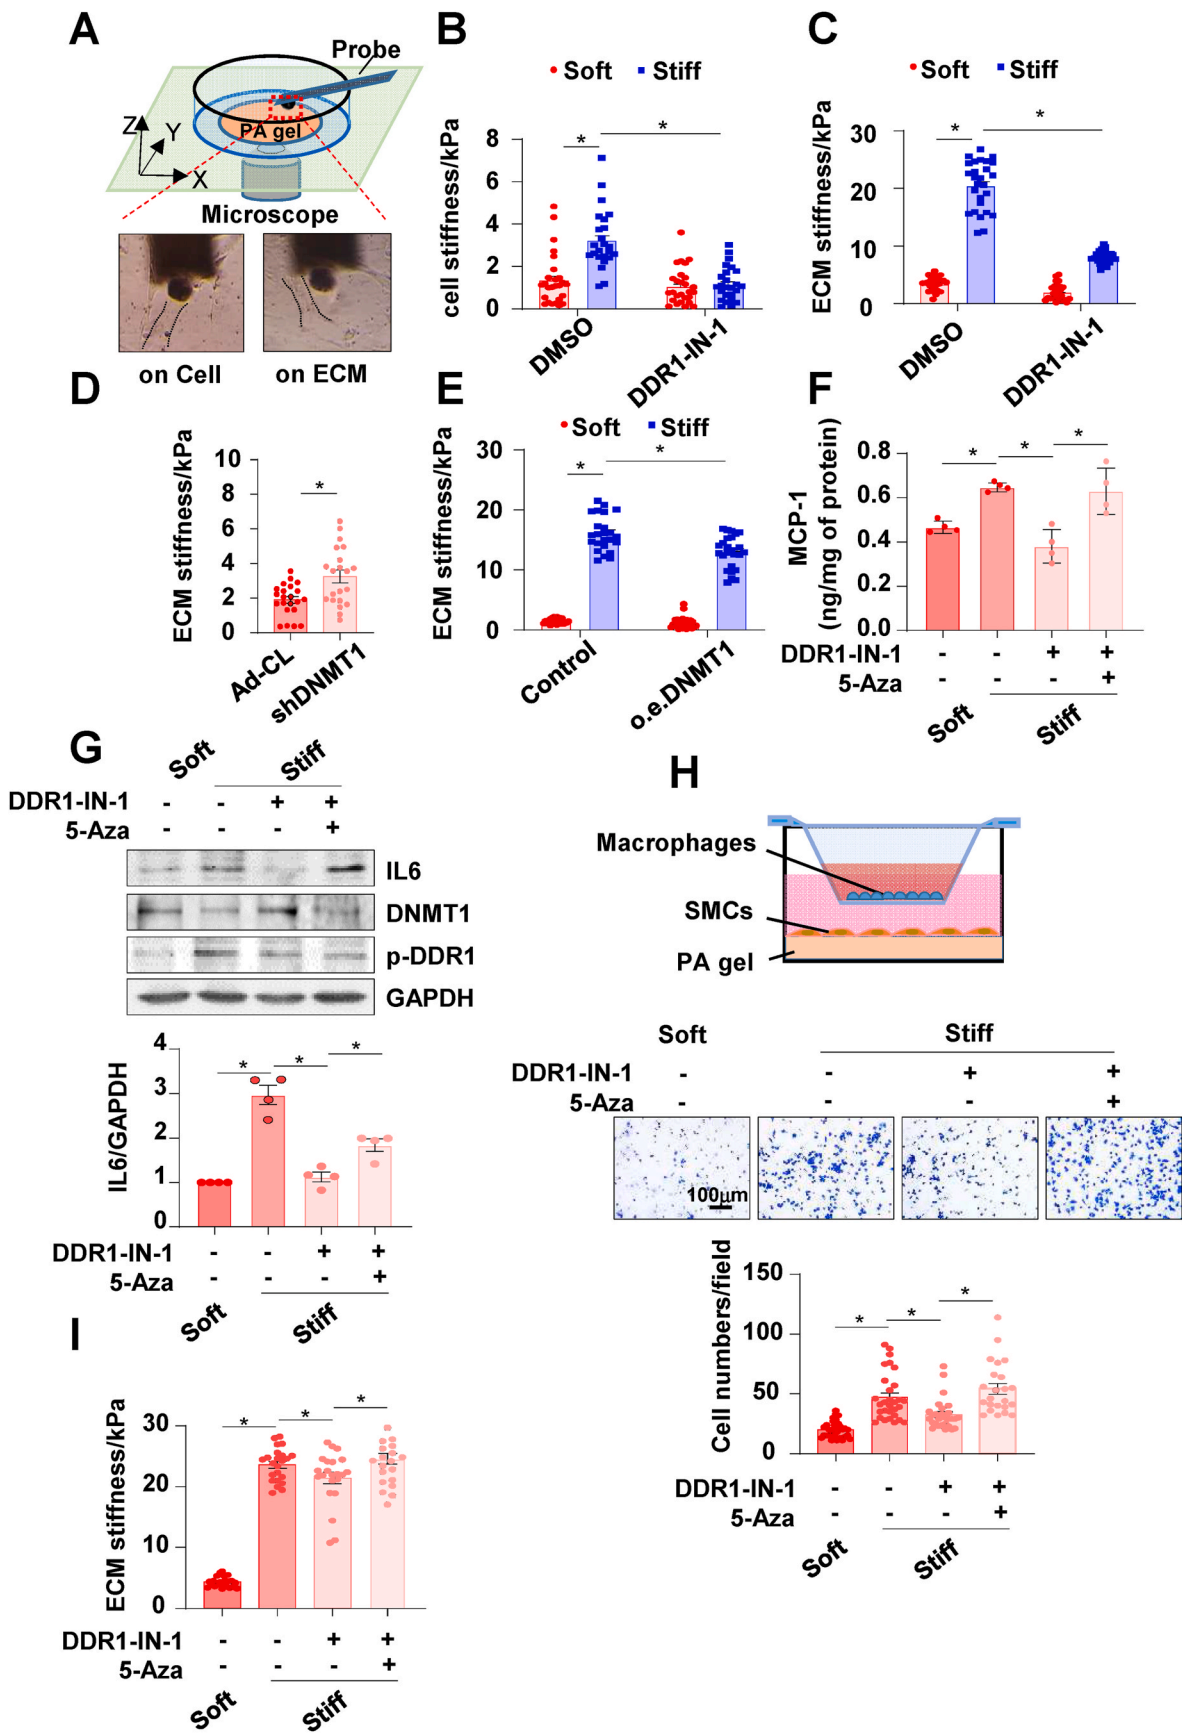 A
Probe
Z
Y
X
PA gel
Microscope
on Cell
on ECM
B
Soft
Stiff
cell stiffness/kPa
8
6
4
2
0
*
*
DMSO
DDR1-IN-1
C
Soft
Stiff
ECM stiffness/kPa
30
20
10
0
*
*
DMSO
DDR1-IN-1
D
ECM stiffness/kPa
10
8
6
4
2
0
*
Ad-CL
shDNMT1
E
Soft
Stiff
ECM stiffness/kPa
30
20
10
0
*
*
Control
o.e.DNMT1
F
MCP-1
(ng/mg of protein)
0.8
0.6
0.4
0.2
0.0
*
*
*
DDR1-IN-1 - - + +
5-Aza - - - +
Soft
Stiff
G
Soft
Stiff
DDR1-IN-1 - - + +
5-Aza - - - +
IL6
DNMT1
p-DDR1
GAPDH
IL6/GAPDH
4
3
2
1
0
*
*
*
DDR1-IN-1 - - + +
5-Aza - - - +
Soft
Stiff
H
Macrophages
SMCs
PA gel
Soft
Stiff
DDR1-IN-1 - - + +
5-Aza - - - +
100μm
Cell numbers/field
150
100
50
0
*
*
*
DDR1-IN-1 - - + +
5-Aza - - - +
Soft
Stiff
I
ECM stiffness/kPa
30
20
10
0
*
*
*
DDR1-IN-1 - - + +
5-Aza - - - +
Soft
Stiff